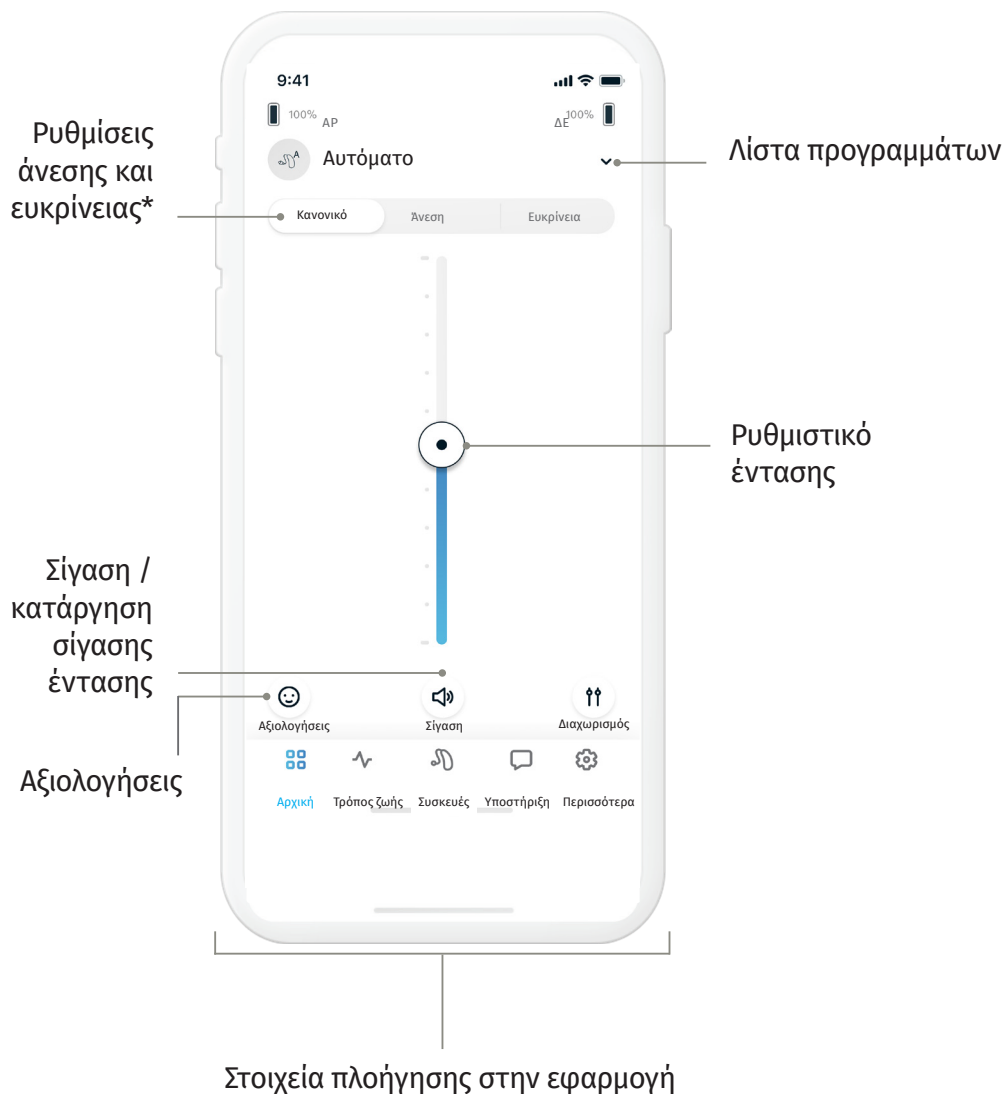 9:41
100% ΑΡ
ΔΕ 100%
Ρυθμίσεις
άνεσης και
ευκρίνειας*
Αυτόματο
Λίστα προγραμμάτων
Κανονικό
Άνεση
Ευκρίνεια
Ρυθμιστικό
έντασης
Σίγαση /
κατάργηση
σίγασης
έντασης
Αξιολογήσεις
Σίγαση
Διαχωρισμός
Αξιολογήσεις
Αρχική
Τρόπος ζωής
Συσκευές
Υποστήριξη
Περισσότερα
Στοιχεία πλοήγησης στην εφαρμογή